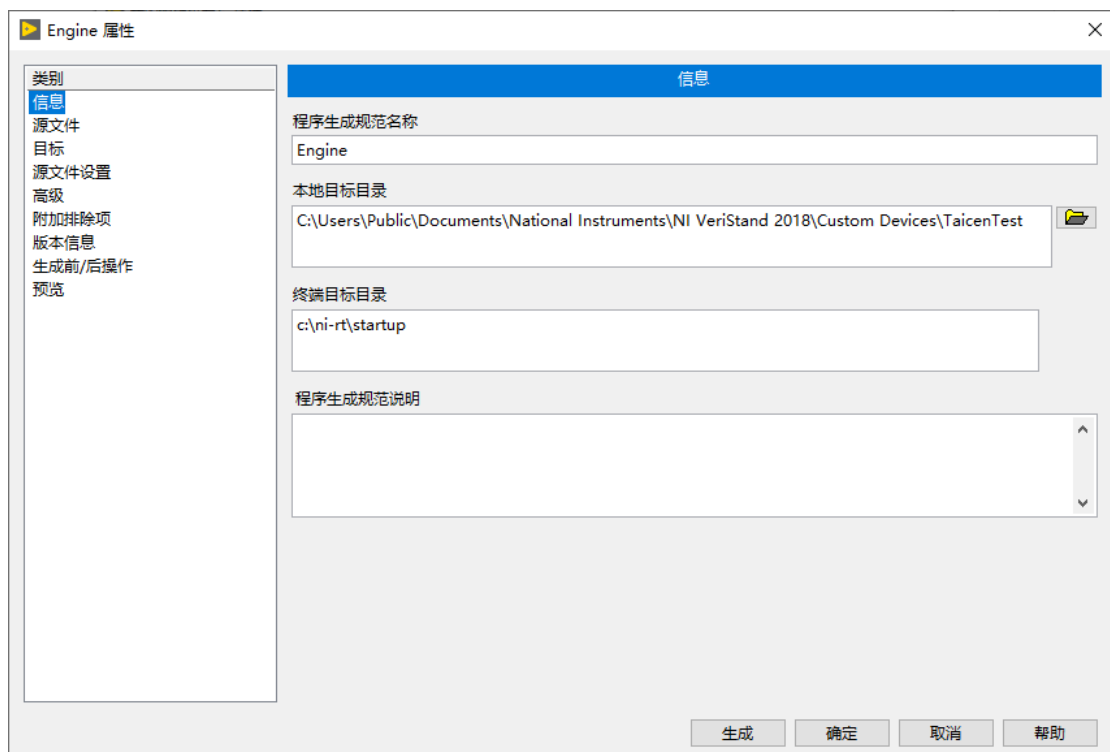 Engine 属性
类别
信息
源文件
目标
源文件设置
高级
附加排除项
版本信息
生成前/后操作
预览
信息
程序生成规范名称
Engine
本地目标目录
C:\Users\Public\Documents\National Instruments\NI VeriStand 2018\Custom Devices\TaicenTest
终端目标目录
c:\ni-rt\startup
程序生成规范说明
生成
确定
取消
帮助